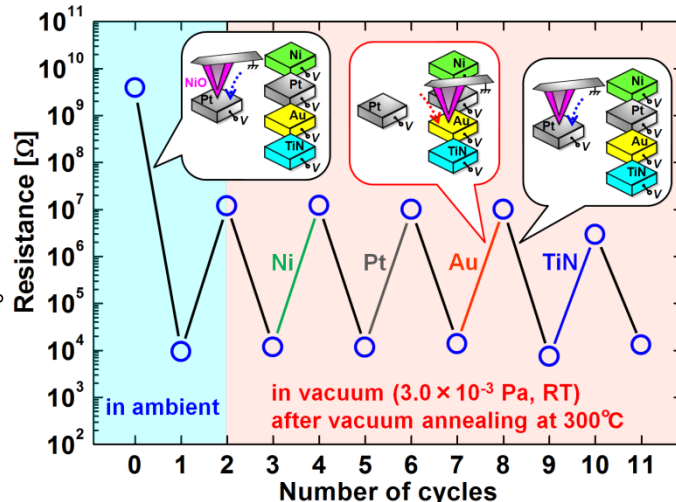 10¹¹
10¹⁰
10⁹
10⁸
10⁷
10⁶
10⁵
10⁴
10³
10²
Resistance [Ω]
NiO
Pt
Ni
V
Pt
V
V
Au
V
TiN
V
Pt
V
Ni
V
Au
V
TiN
V
Pt
V
Ni
V
Pt
V
Au
V
TiN
V
Ni
Pt
Au
TiN
in ambient
in vacuum (3.0×10⁻³ Pa, RT)
after vacuum annealing at 300℃
0 1 2 3 4 5 6 7 8 9 10 11
Number of cycles